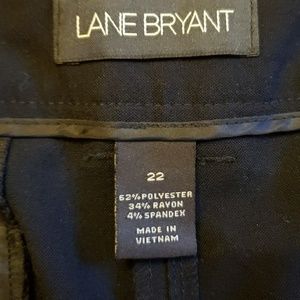 LANE BRYANT
22
62% POLYESTER
34% RAYON
4% SPANDEX
MADE IN
VIETNAM